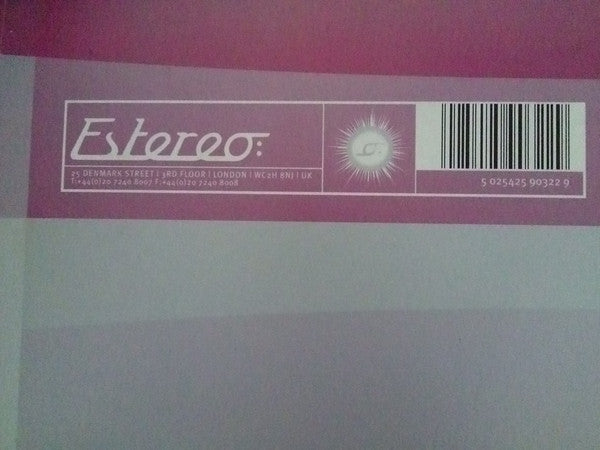 Estereo:
25 DENMARK STREET | 3RD FLOOR | LONDON | WC2H 8NJ | UK
T:+44(0)20 7240 8007 F:+44(0)20 7240 8008
5 025425 90322 9